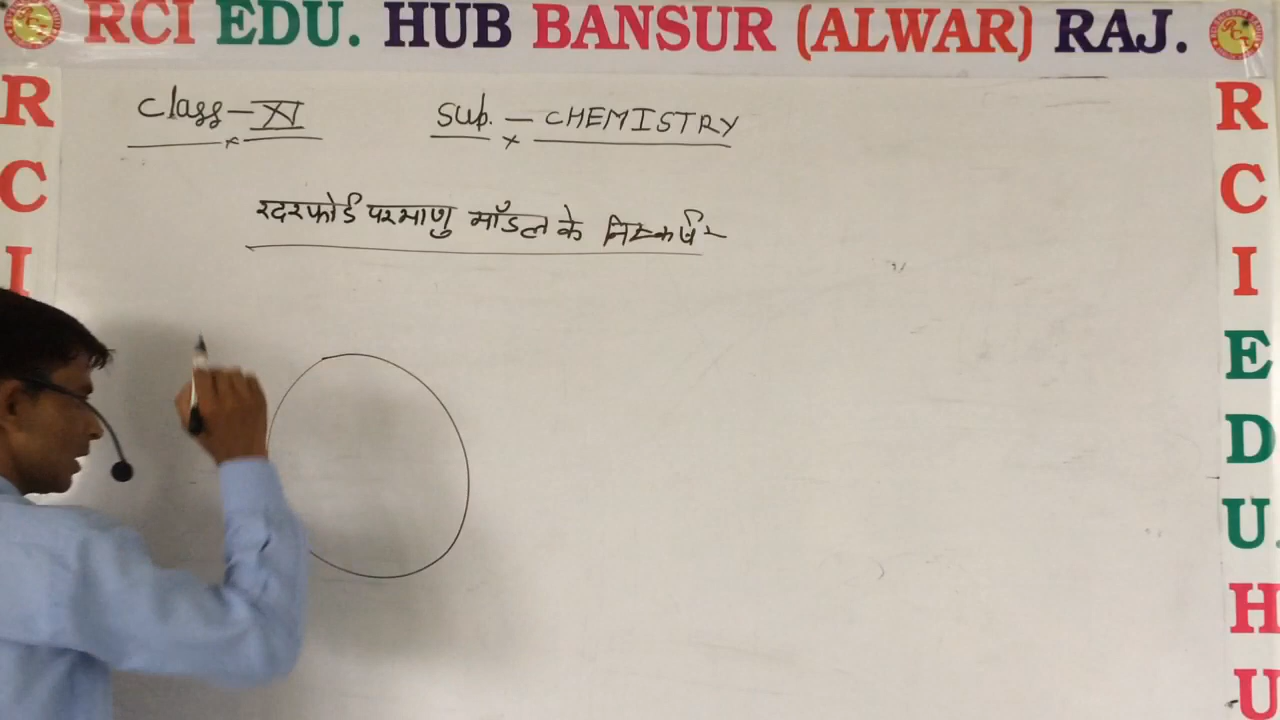 RCI EDU. HUB BANSUR (ALWAR) RAJ.
Class - XI Sub. - CHEMISTRY
रदरफोर्ड परमाणु मॉडल के निष्कर्ष -
R
C
I
R
C
I
E
D
U.
H
U